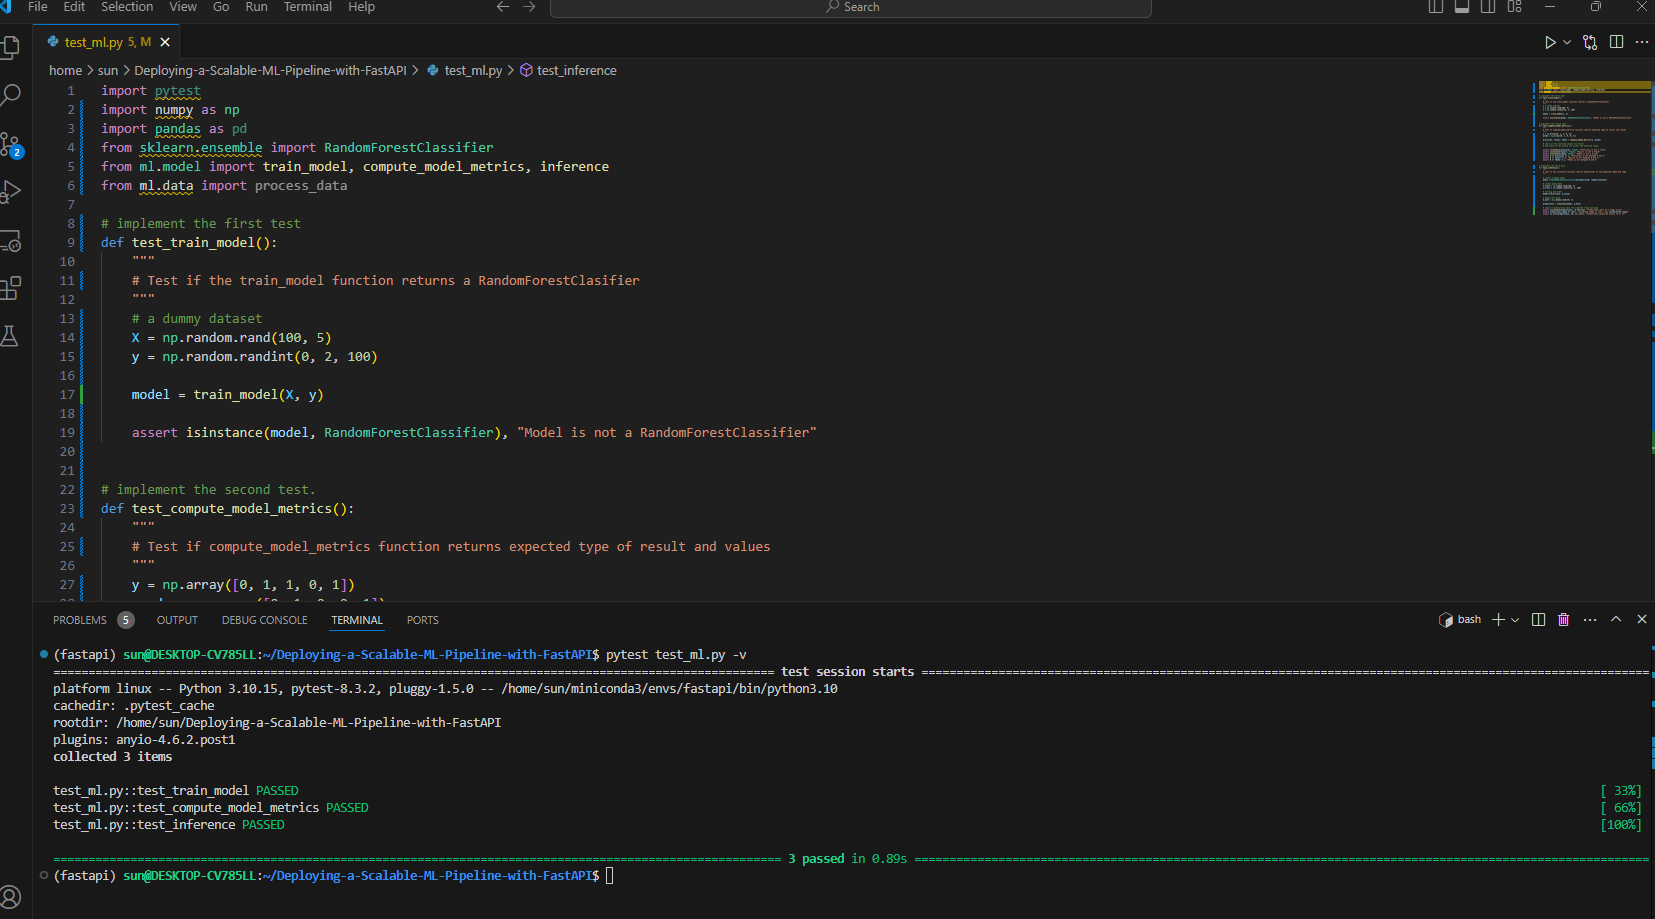 File Edit Selection View Go Run Terminal Help
Search
test_ml.py 5, M
home > sun > Deploying-a-Scalable-ML-Pipeline-with-FastAPI > test_ml.py > test_inference
1 import pytest
2 import numpy as np
3 import pandas as pd
4 from sklearn.ensemble import RandomForestClassifier
5 from ml.model import train_model, compute_model_metrics, inference
6 from ml.data import process_data
7
8 # implement the first test
9 def test_train_model():
10 """
11 # Test if the train_model function returns a RandomForestClasifier
12 """
13 # a dummy dataset
14 X = np.random.rand(100, 5)
15 y = np.random.randint(0, 2, 100)
16
17 model = train_model(X, y)
18
19 assert isinstance(model, RandomForestClassifier), "Model is not a RandomForestClassifier"
20
21
22 # implement the second test.
23 def test_compute_model_metrics():
24 """
25 # Test if compute_model_metrics function returns expected type of result and values
26 """
27 y = np.array([0, 1, 1, 0, 1])
2
PROBLEMS 5 OUTPUT DEBUG CONSOLE TERMINAL PORTS
bash
(fastapi) sun@DESKTOP-CV785LL:~/Deploying-a-Scalable-ML-Pipeline-with-FastAPI$ pytest test_ml.py -v
test session starts
platform linux -- Python 3.10.15, pytest-8.3.2, pluggy-1.5.0 -- /home/sun/miniconda3/envs/fastapi/bin/python3.10
cachedir: .pytest_cache
rootdir: /home/sun/Deploying-a-Scalable-ML-Pipeline-with-FastAPI
plugins: anyio-4.6.2.post1
collected 3 items
test_ml.py::test_train_model PASSED [ 33%]
test_ml.py::test_compute_model_metrics PASSED [ 66%]
test_ml.py::test_inference PASSED [100%]
3 passed in 0.89s
(fastapi) sun@DESKTOP-CV785LL:~/Deploying-a-Scalable-ML-Pipeline-with-FastAPI$